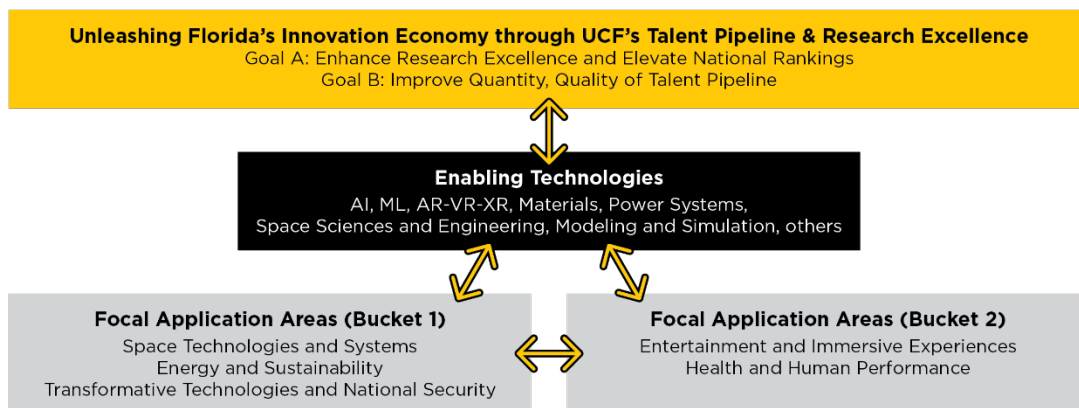 Unleashing Florida's Innovation Economy through UCF's Talent Pipeline & Research Excellence
Goal A: Enhance Research Excellence and Elevate National Rankings
Goal B: Improve Quantity, Quality of Talent Pipeline
Enabling Technologies
AI, ML, AR-VR-XR, Materials, Power Systems,
Space Sciences and Engineering, Modeling and Simulation, others
Focal Application Areas (Bucket 1)
Space Technologies and Systems
Energy and Sustainability
Transformative Technologies and National Security
Focal Application Areas (Bucket 2)
Entertainment and Immersive Experiences
Health and Human Performance